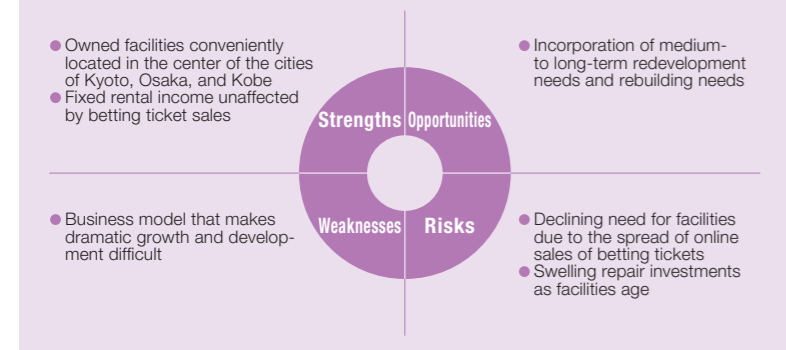 ● Owned facilities conveniently
located in the center of the cities
of Kyoto, Osaka, and Kobe
● Fixed rental income unaffected
by betting ticket sales
● Incorporation of medium-
to long-term redevelopment
needs and rebuilding needs
Strengths
Opportunities
Weaknesses
Risks
● Business model that makes
dramatic growth and develop-
ment difficult
● Declining need for facilities
due to the spread of online
sales of betting tickets
● Swelling repair investments
as facilities age